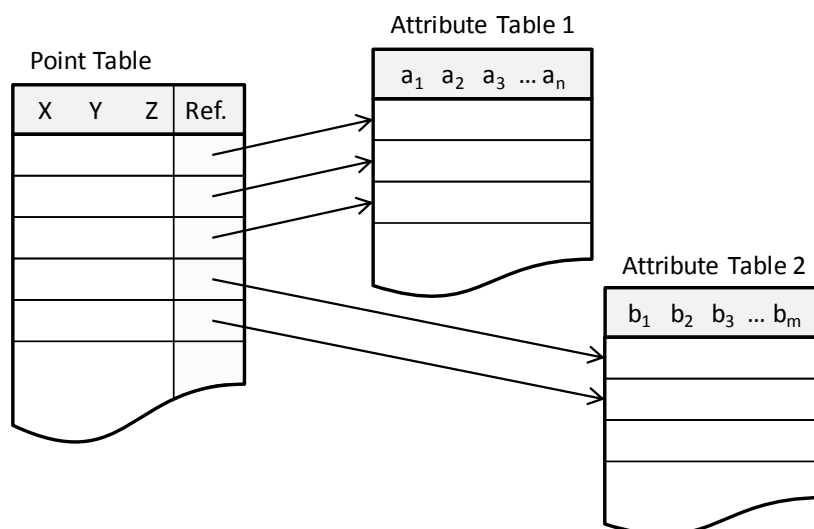 Point Table
X Y Z Ref.
Attribute Table 1
a₁ a₂ a₃ ... aₙ
Attribute Table 2
b₁ b₂ b₃ ... bₘ